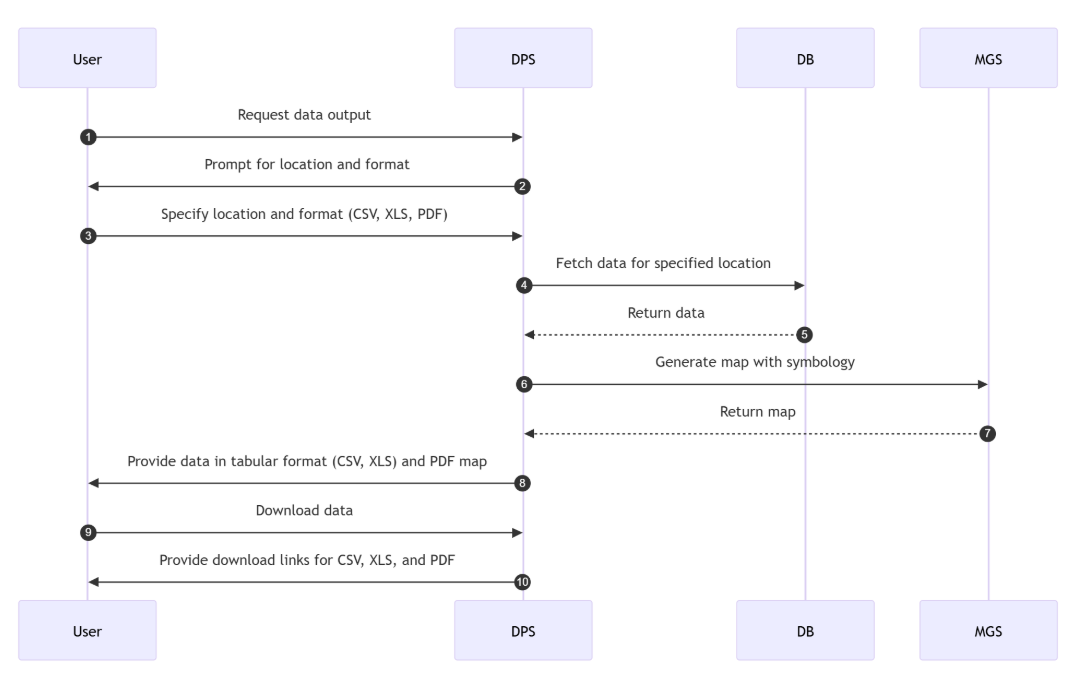 User
DPS
DB
MGS
Request data output
1
Prompt for location and format
2
Specify location and format (CSV, XLS, PDF)
3
Fetch data for specified location
4
Return data
5
Generate map with symbology
6
Return map
7
Provide data in tabular format (CSV, XLS) and PDF map
8
Download data
9
Provide download links for CSV, XLS, and PDF
10
User
DPS
DB
MGS